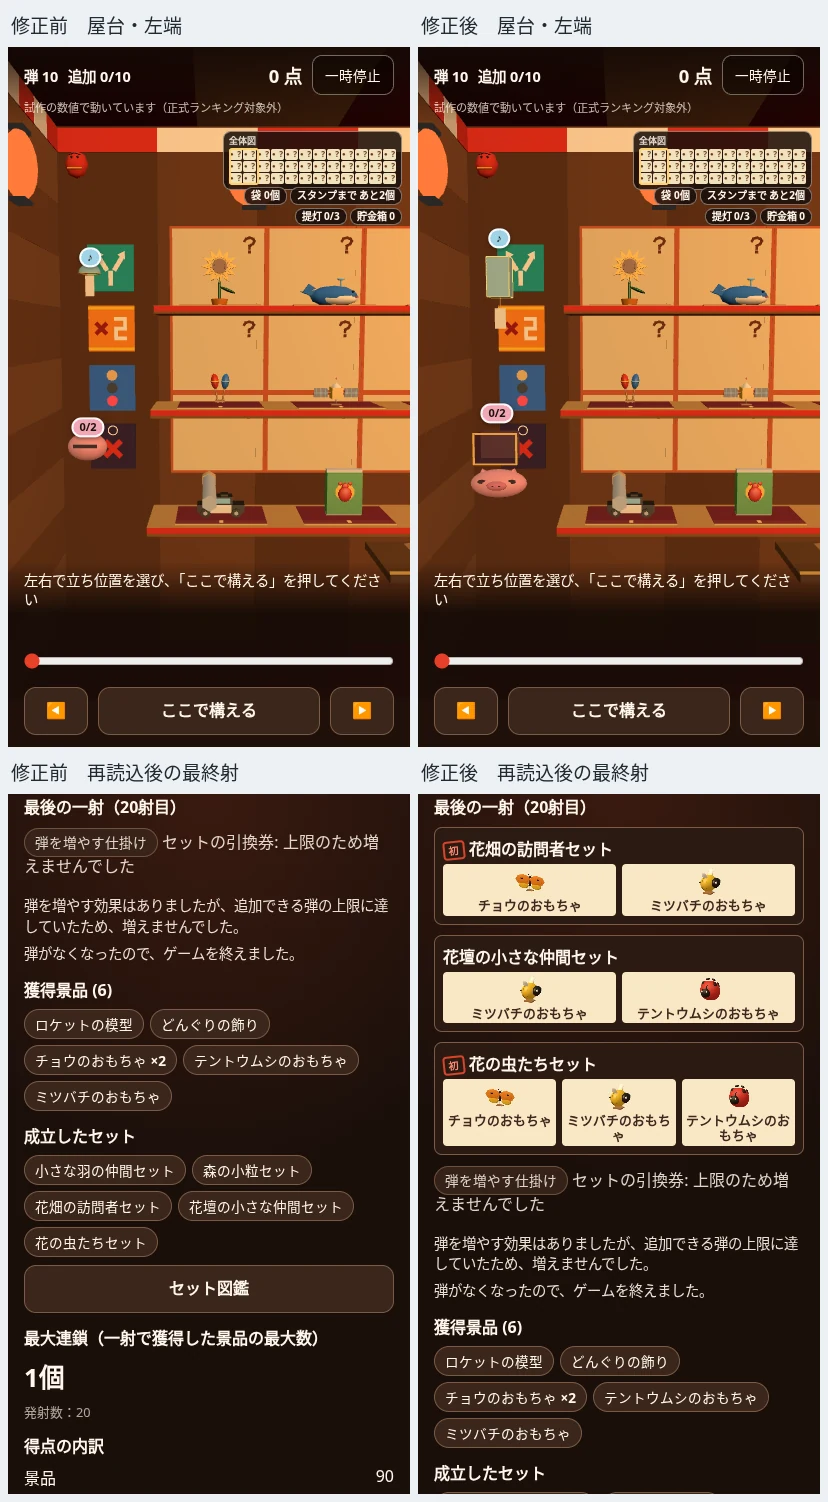 修正前　屋台・左端
弾 10 追加 0/10
0 点
一時停止
試作の数値で動いています（正式ランキング対象外）
全体図
? ? ? ? ? ? ? ? ? ? ? ?
? ? ? ? ? ? ? ? ? ? ? ?
? ? ? ? ? ? ? ? ? ? ? ?
袋 0個
スタンプまで あと2個
提灯 0/3
貯金箱 0
♪
? ?
×2
? ?
0/2
左右で立ち位置を選び、「ここで構える」を押してくださ
い
◀
ここで構える
▶
修正後　屋台・左端
弾 10 追加 0/10
0 点
一時停止
試作の数値で動いています（正式ランキング対象外）
全体図
? ? ? ? ? ? ? ? ? ? ? ?
? ? ? ? ? ? ? ? ? ? ? ?
? ? ? ? ? ? ? ? ? ? ? ?
袋 0個
スタンプまで あと2個
提灯 0/3
貯金箱 0
♪
? ?
×2
? ?
0/2
左右で立ち位置を選び、「ここで構える」を押してくださ
い
◀
ここで構える
▶
修正前　再読込後の最終射
最後の一射（20射目）
弾を増やす仕掛け セットの引換券: 上限のため増
えませんでした
弾を増やす効果はありましたが、追加できる弾の上限に達
していたため、増えませんでした。
弾がなくなったので、ゲームを終えました。
獲得景品 (6)
ロケットの模型
どんぐりの飾り
チョウのおもちゃ ×2
テントウムシのおもちゃ
ミツバチのおもちゃ
成立したセット
小さな羽の仲間セット
森の小粒セット
花畑の訪問者セット
花壇の小さな仲間セット
花の虫たちセット
セット図鑑
最大連鎖（一射で獲得した景品の最大数）
1個
発射数：20
得点の内訳
景品
90
修正後　再読込後の最終射
最後の一射（20射目）
初 花畑の訪問者セット
チョウのおもちゃ
ミツバチのおもちゃ
花壇の小さな仲間セット
ミツバチのおもちゃ
テントウムシのおもちゃ
初 花の虫たちセット
チョウのおもちゃ
ミツバチのおもち
ゃ
テントウムシのお
もちゃ
弾を増やす仕掛け セットの引換券: 上限のため増
えませんでした
弾を増やす効果はありましたが、追加できる弾の上限に達
していたため、増えませんでした。
弾がなくなったので、ゲームを終えました。
獲得景品 (6)
ロケットの模型
どんぐりの飾り
チョウのおもちゃ ×2
テントウムシのおもちゃ
ミツバチのおもちゃ
成立したセット